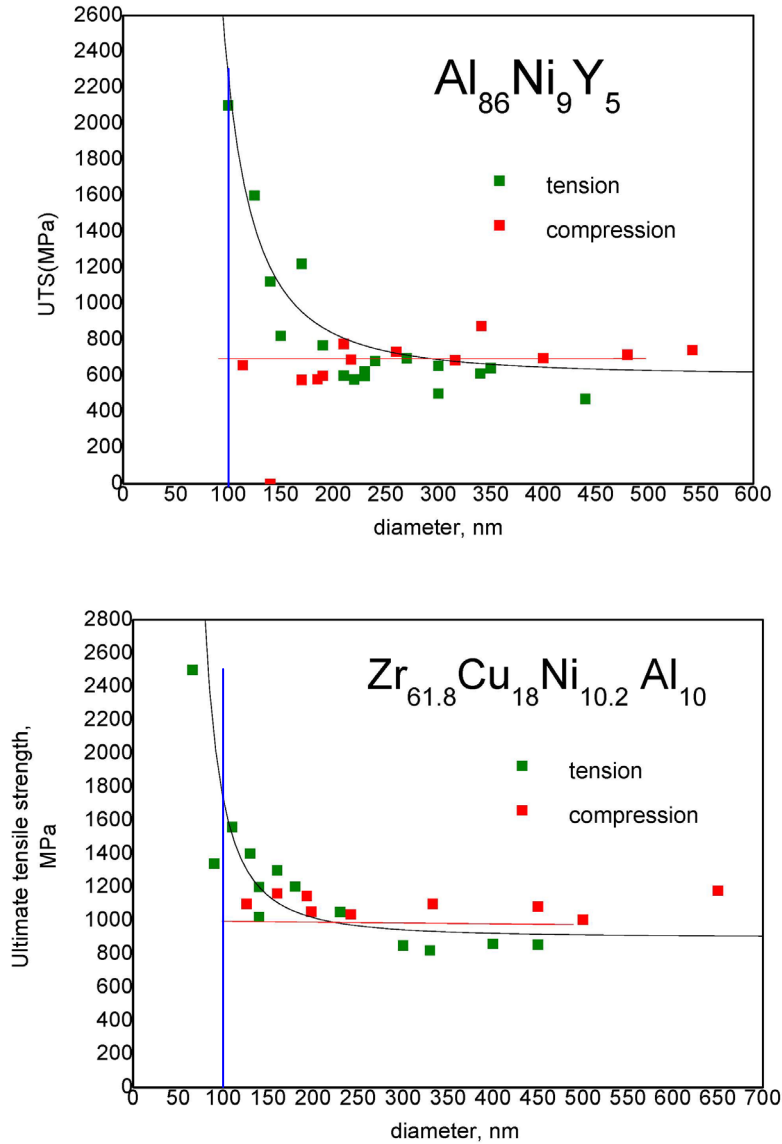 Al86Ni9Y5
tension
compression
UTS(MPa)
2600
2400
2200
2000
1800
1600
1400
1200
1000
800
600
400
200
0
0 50 100 150 200 250 300 350 400 450 500 550 600
diameter, nm
Zr61.8Cu18Ni10.2 Al10
tension
compression
Ultimate tensile strength,
MPa
2800
2600
2400
2200
2000
1800
1600
1400
1200
1000
800
600
400
200
0
0 50 100 150 200 250 300 350 400 450 500 550 600 650 700
diameter, nm